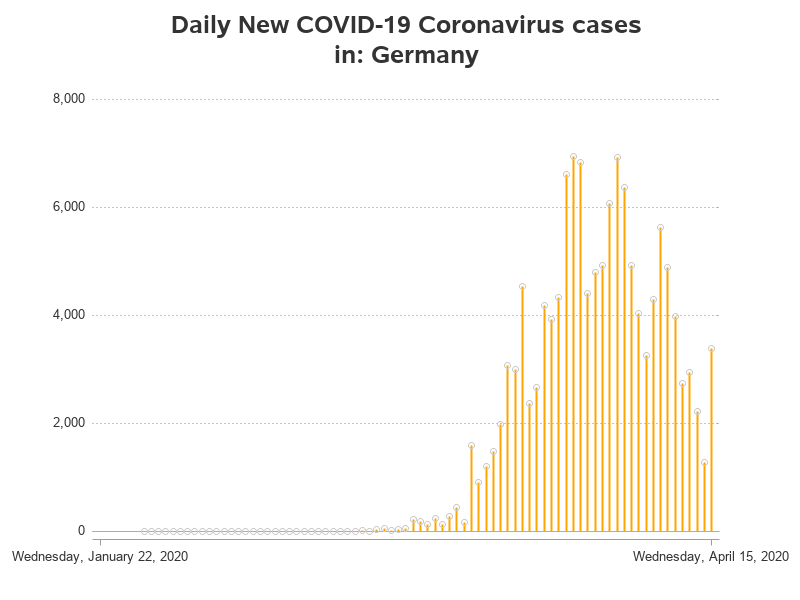 Daily New COVID-19 Coronavirus cases
in: Germany
8,000
6,000
4,000
2,000
0
Wednesday, January 22, 2020
Wednesday, April 15, 2020